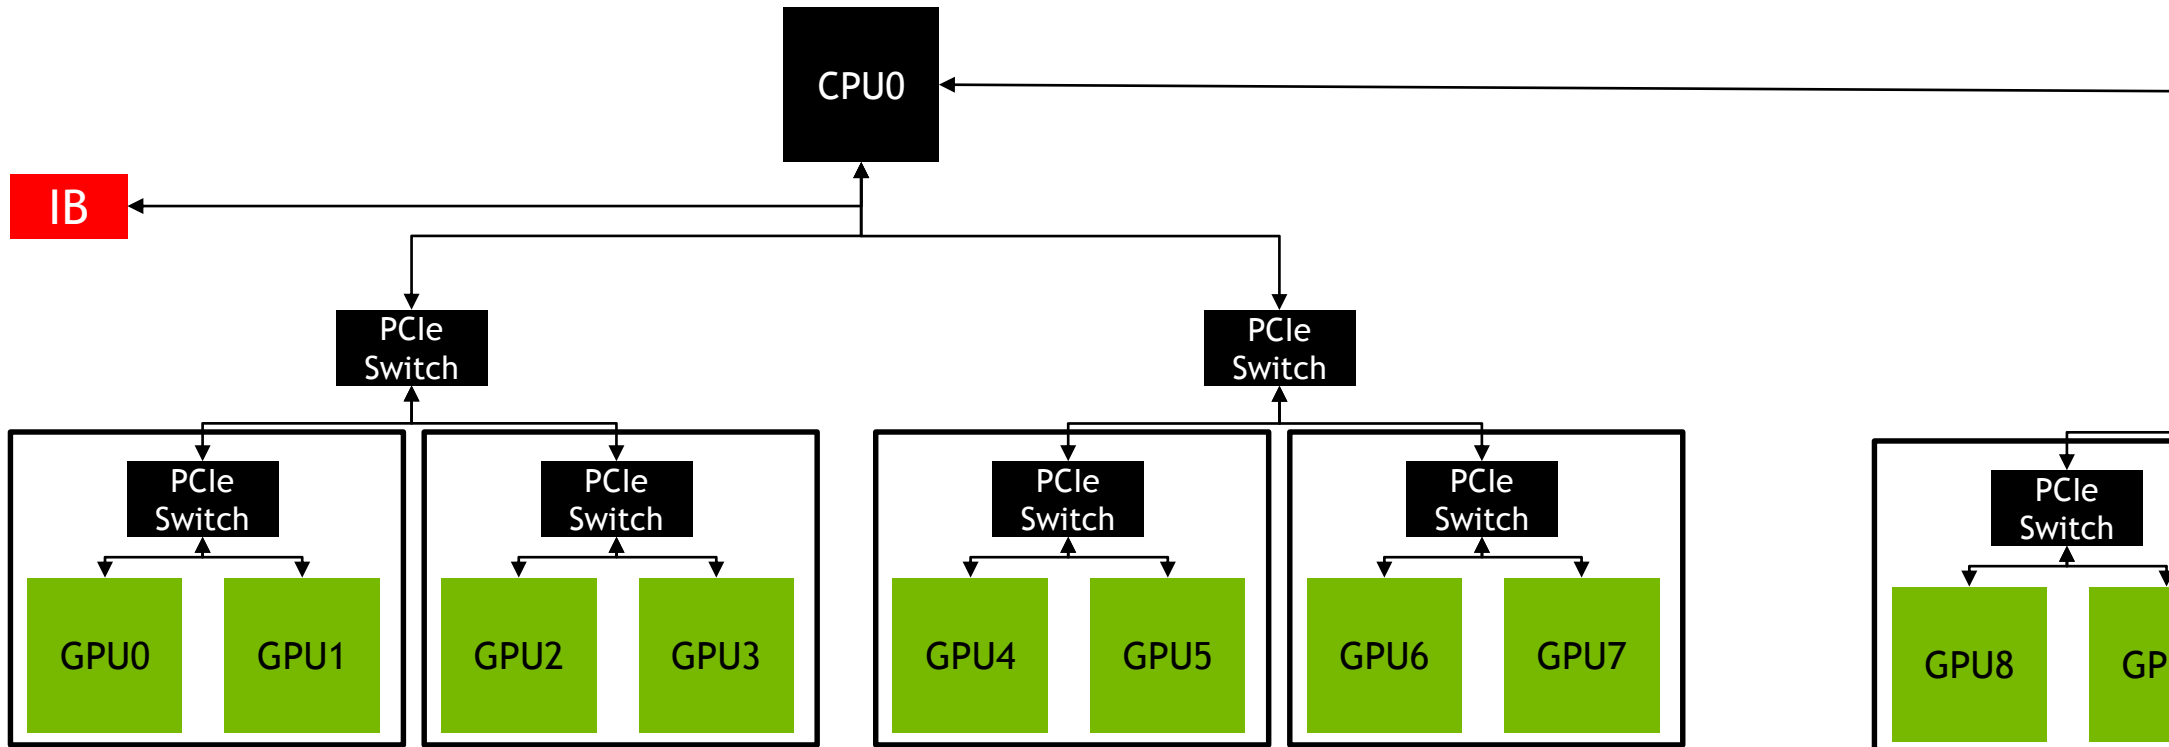 CPU0
IB
PCIe
Switch
PCIe
Switch
PCIe
Switch
PCIe
Switch
PCIe
Switch
PCIe
Switch
PCIe
Switch
GPU0
GPU1
GPU2
GPU3
GPU4
GPU5
GPU6
GPU7
GPU8
GP